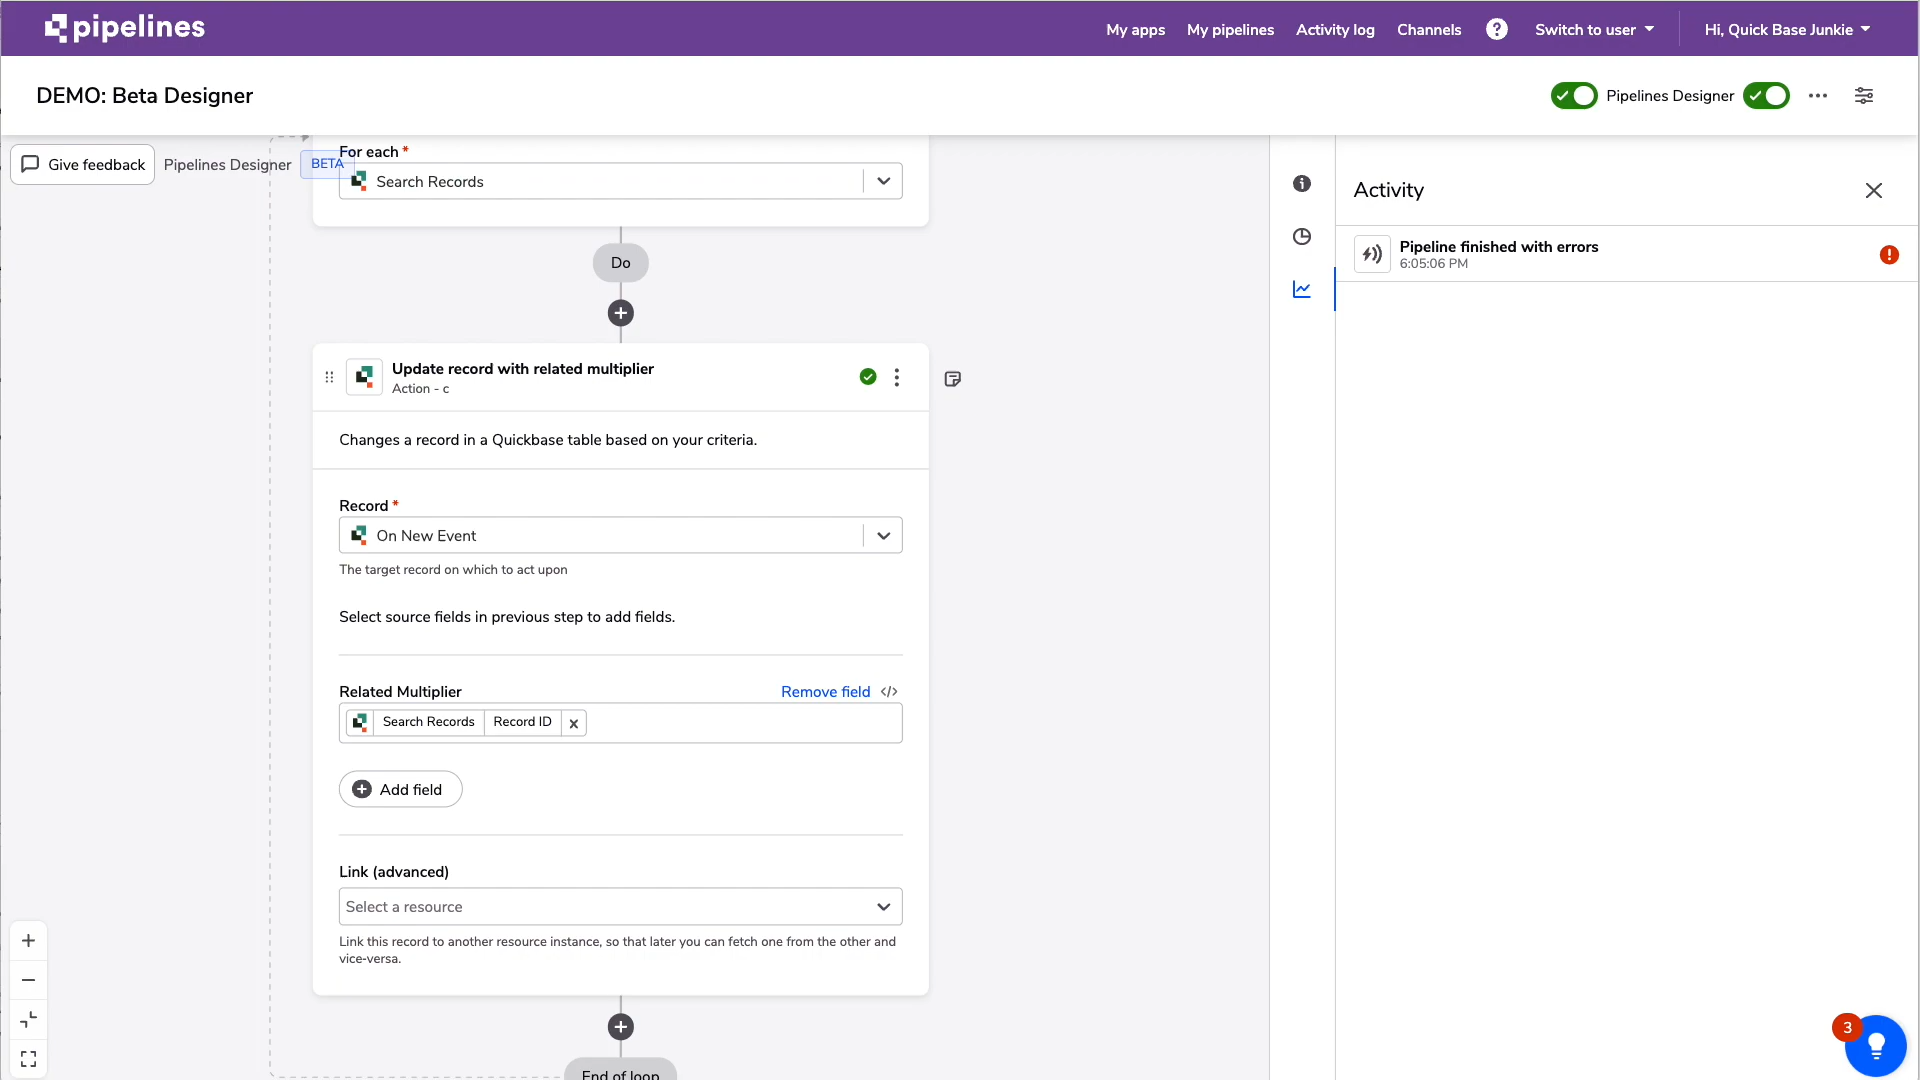 pipelines
My apps
My pipelines
Activity log
Channels
?
Switch to user
Hi, Quick Base Junkie
DEMO: Beta Designer
Pipelines Designer
Give feedback
Pipelines Designer
BETA
For each *
Search Records
Do
Update record with related multiplier
Action - c
Changes a record in a Quickbase table based on your criteria.
Record *
On New Event
The target record on which to act upon
Select source fields in previous step to add fields.
Related Multiplier
Remove field </>
Search Records Record ID x
Add field
Link (advanced)
Select a resource
Link this record to another resource instance, so that later you can fetch one from the other and
vice-versa.
End of loop
Activity
Pipeline finished with errors
6:05:06 PM
3